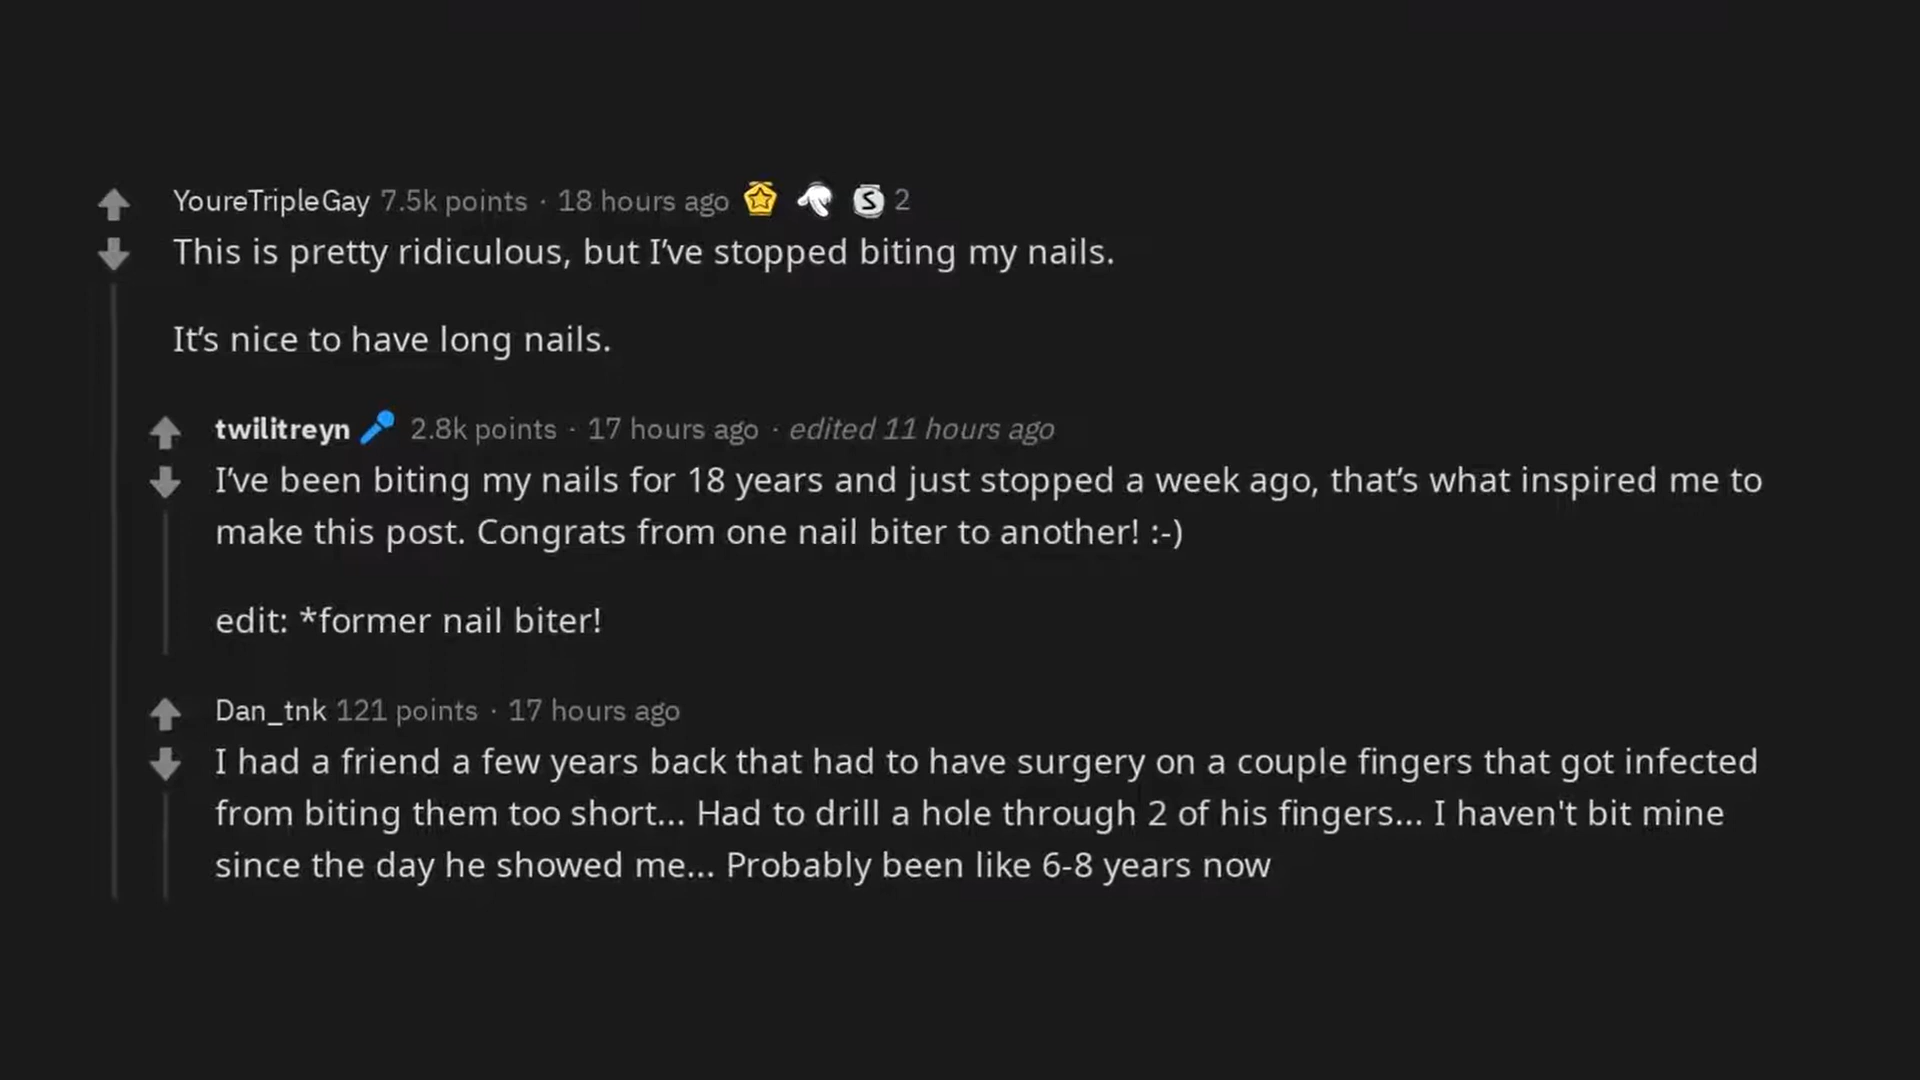 YoureTripleGay 7.5k points · 18 hours ago 2
This is pretty ridiculous, but I’ve stopped biting my nails.
It’s nice to have long nails.
twilitreyn 2.8k points · 17 hours ago · edited 11 hours ago
I’ve been biting my nails for 18 years and just stopped a week ago, that’s what inspired me to
make this post. Congrats from one nail biter to another! :-)
edit: *former nail biter!
Dan_tnk 121 points · 17 hours ago
I had a friend a few years back that had to have surgery on a couple fingers that got infected
from biting them too short... Had to drill a hole through 2 of his fingers... I haven't bit mine
since the day he showed me... Probably been like 6-8 years now